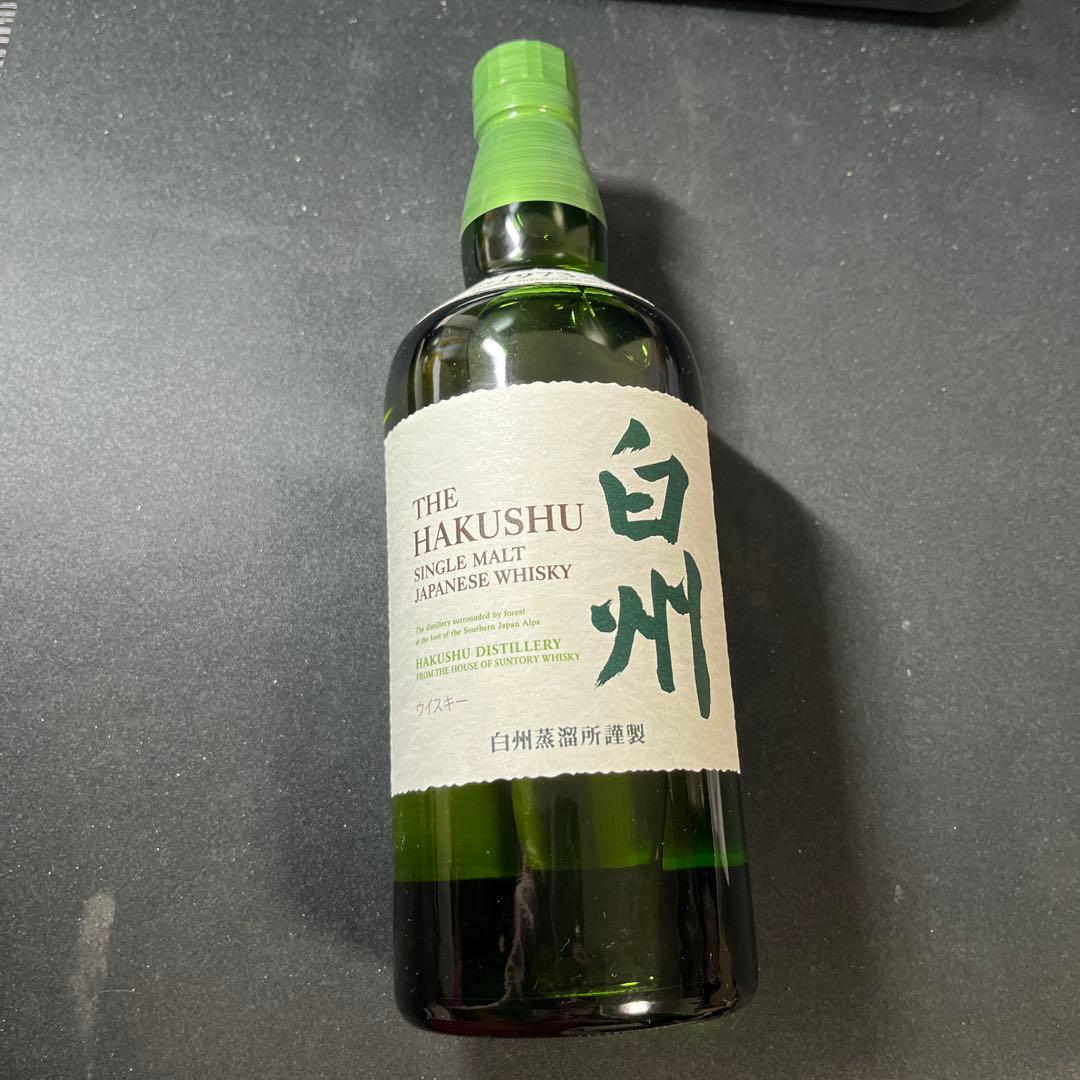 1973
THE
HAKUSHU
SINGLE MALT
JAPANESE WHISKY
The distillery surrounded by forest
at the foot of the Southern Japan Alps
HAKUSHU DISTILLERY
FROM THE HOUSE OF SUNTORY WHISKY
ウイスキー
白州
白州蒸溜所謹製